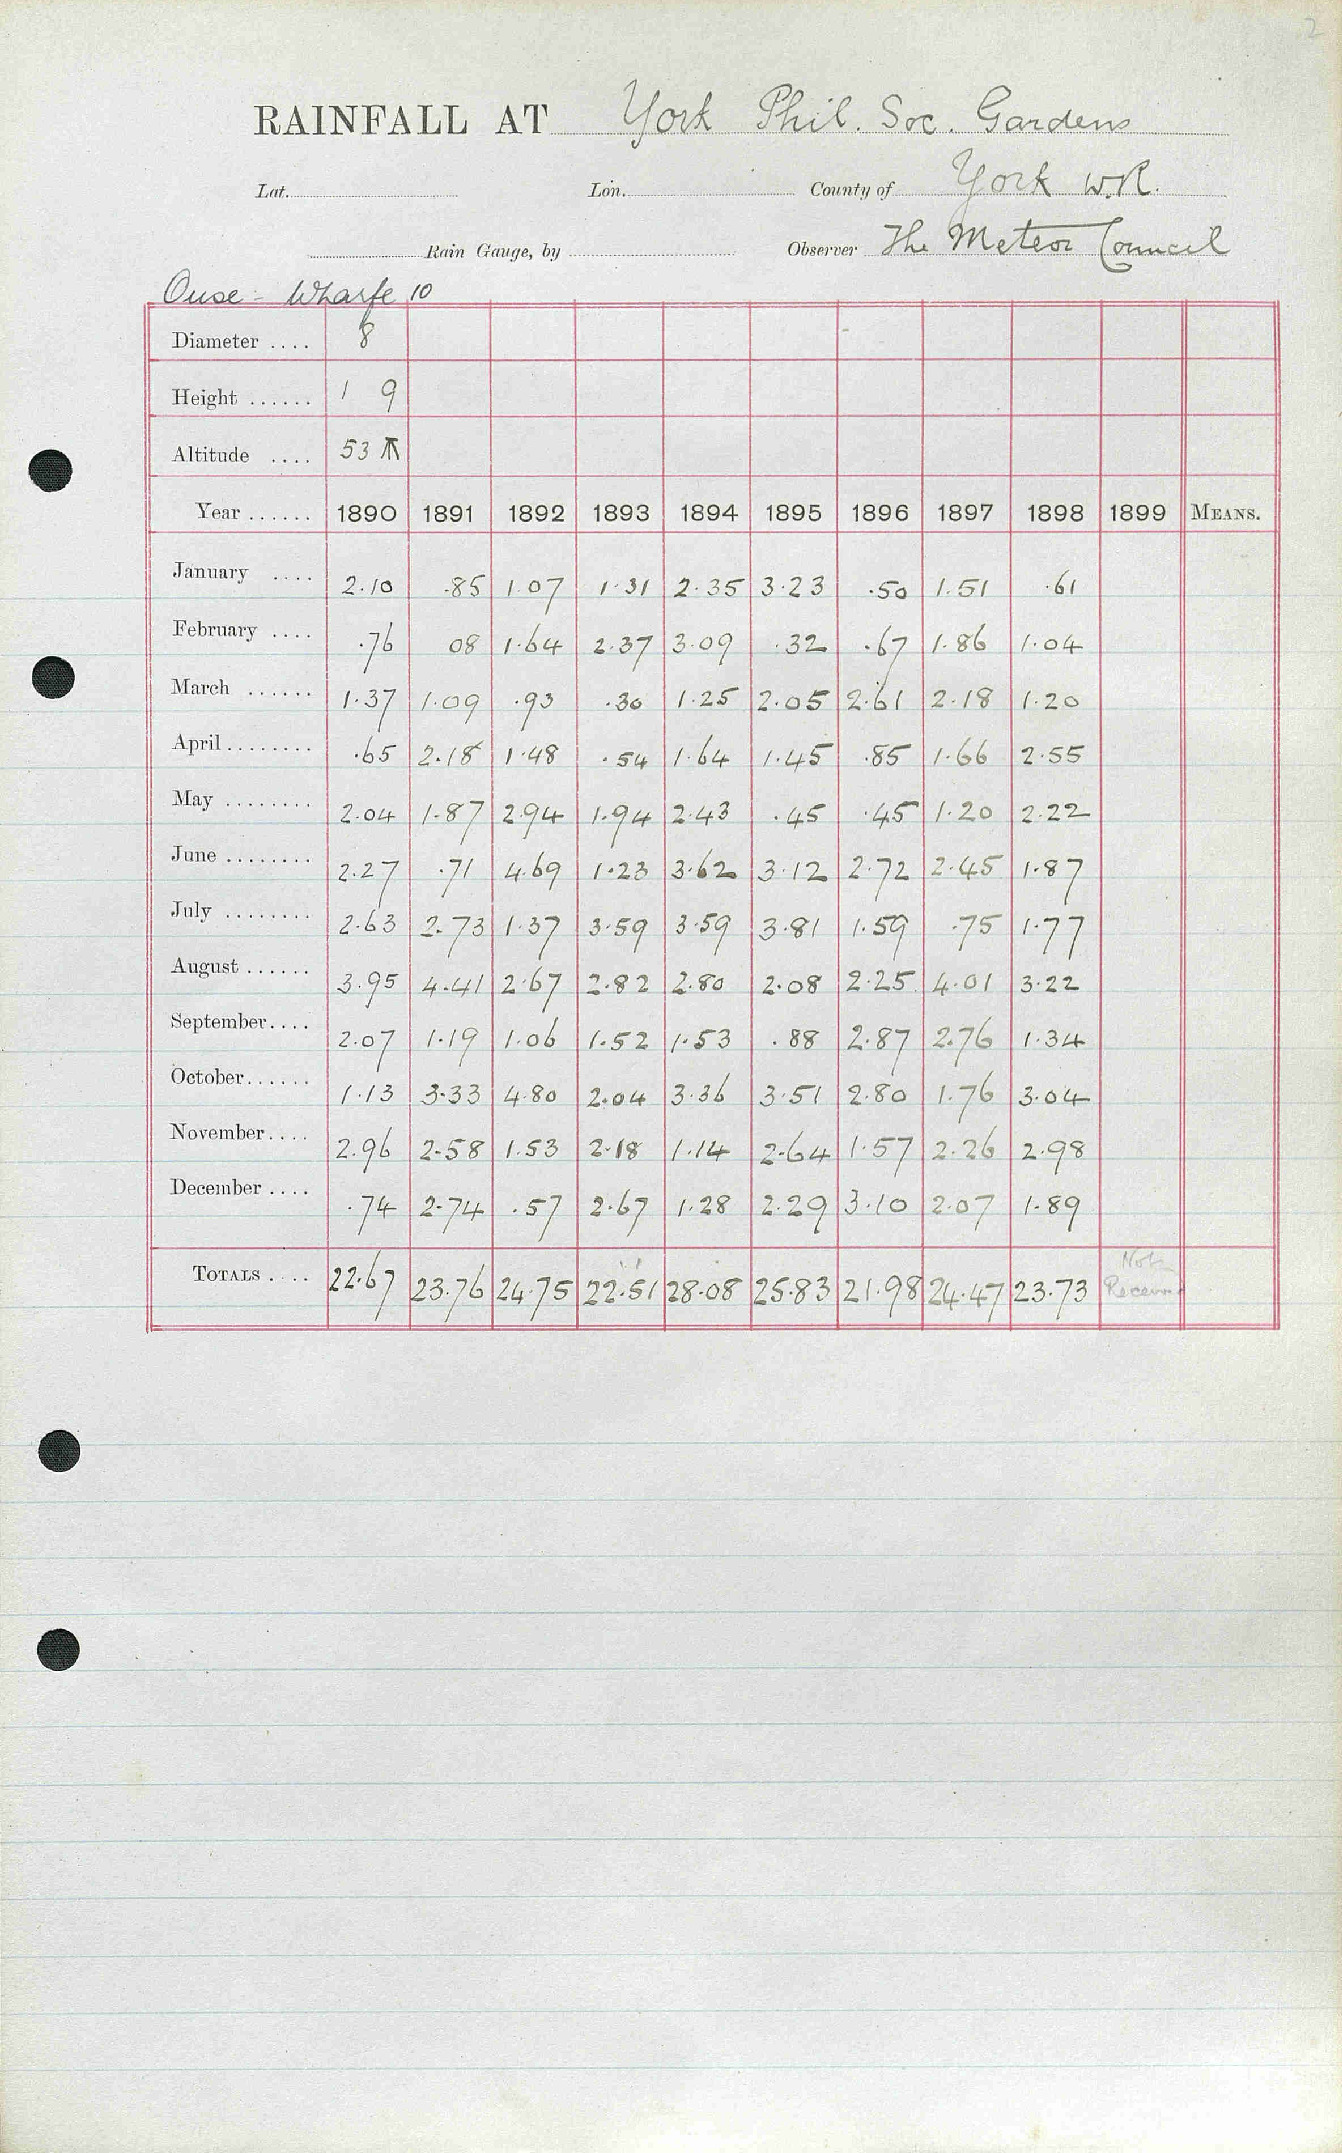 2
RAINFALL AT York Phil. Soc. Gardens
Lat. Lon. County of York W.R.
Rain Gauge, by Observer The Meteor Council
Ouse - Wharfe 10
Diameter .... 8
Height ...... 1 9
Altitude .... 53
Year ...... 1890 1891 1892 1893 1894 1895 1896 1897 1898 1899 MEANS.
January .... 2.10 .85 1.07 1.31 2.35 3.23 .50 1.51 .61
February .... .76 08 1.64 2.37 3.09 .32 .67 1.86 1.04
March ...... 1.37 1.09 .93 .30 1.25 2.05 2.61 2.18 1.20
April ........ .65 2.18 1.48 .54 1.64 1.45 .85 1.66 2.55
May ........ 2.04 1.87 2.94 1.94 2.43 .45 .45 1.20 2.22
June ........ 2.27 .71 4.69 1.23 3.62 3.12 2.72 2.45 1.87
July ........ 2.63 2.73 1.37 3.59 3.59 3.81 1.59 .75 1.77
August ...... 3.95 4.41 2.67 2.82 2.80 2.08 2.25 4.01 3.22
September.... 2.07 1.19 1.06 1.52 1.53 .88 2.87 2.76 1.34
October...... 1.13 3.33 4.80 2.04 3.36 3.51 2.80 1.76 3.04
November.... 2.96 2.58 1.53 2.18 1.14 2.64 1.57 2.26 2.98
December .... .74 2.74 .57 2.67 1.28 2.29 3.10 2.07 1.89
TOTALS .... 22.67 23.76 24.75 22.51 28.08 25.83 21.98 24.47 23.73 Not Received